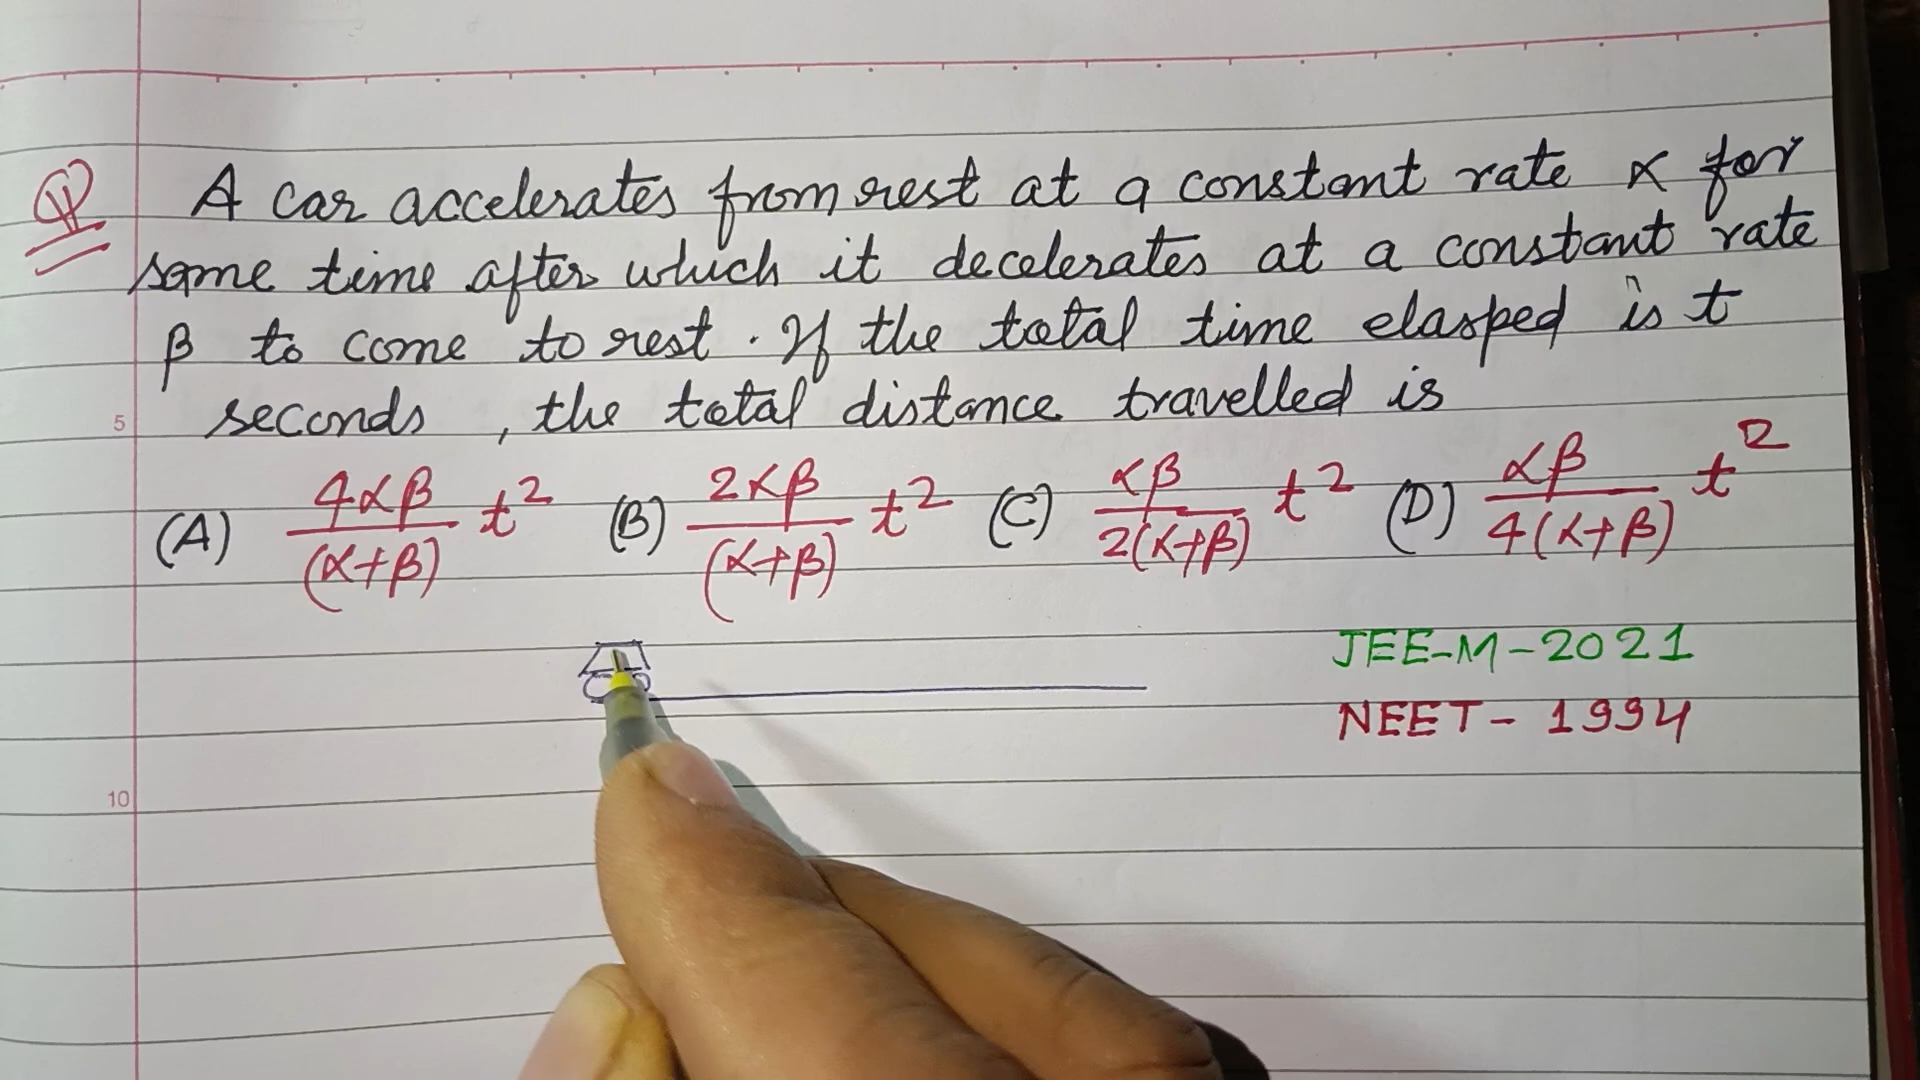 Q A car accelerates from rest at a constant rate α for
some time after which it decelerates at a constant rate
β to come to rest. If the total time elasped is t
5 seconds, the total distance travelled is
(A) 4αβ/(α+β) t² (B) 2αβ/(α+β) t² (C) αβ/2(α+β) t² (D) αβ/4(α+β) t²
JEE-M-2021
NEET - 1994
10